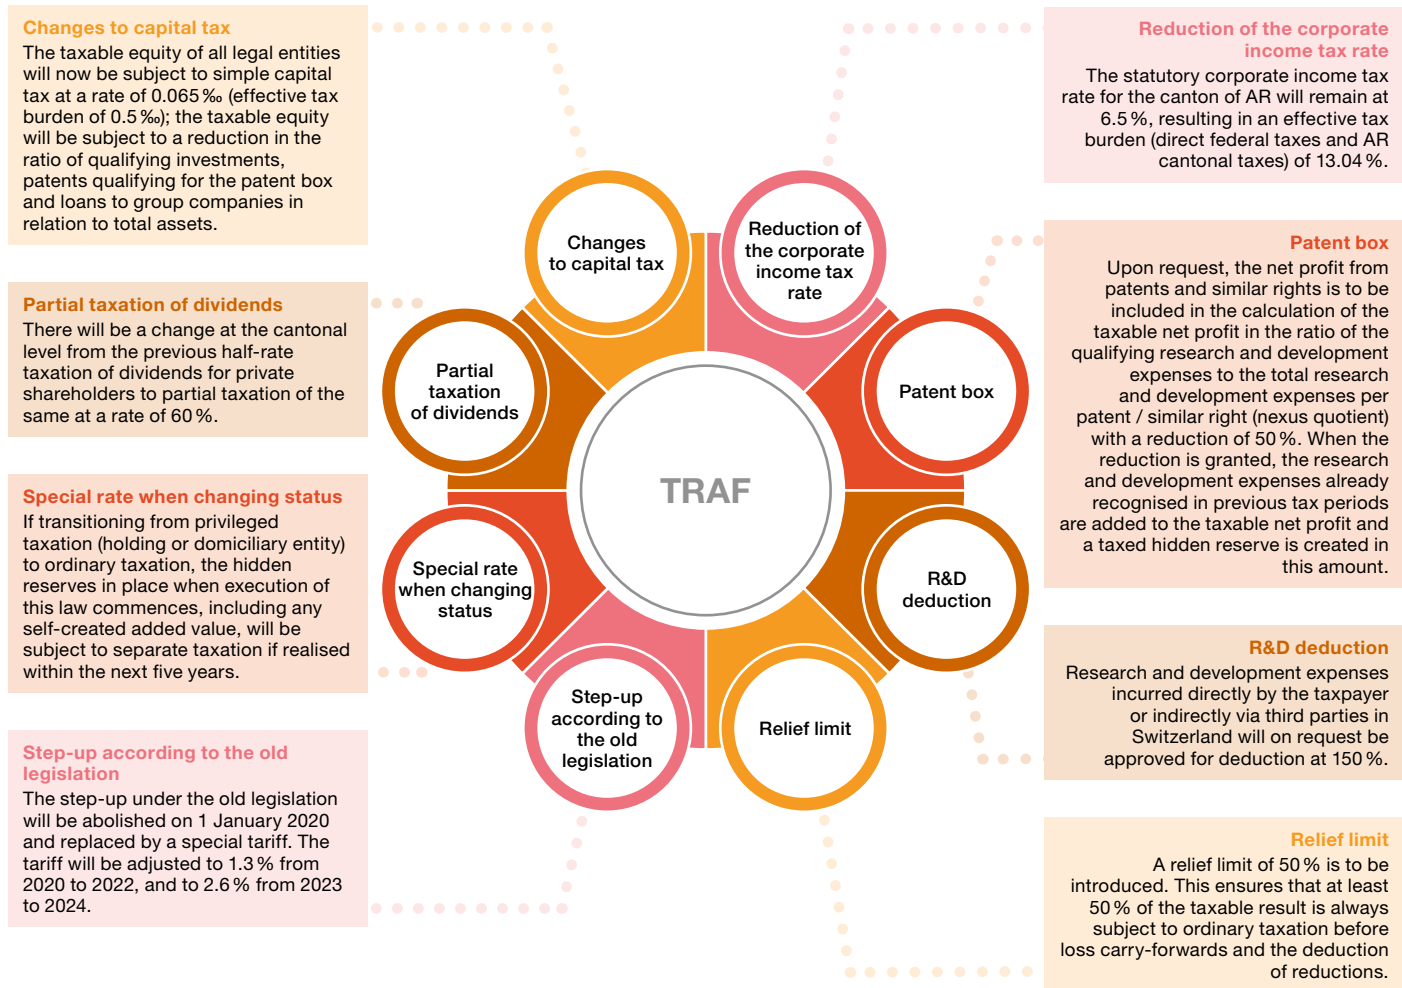 Changes to capital tax
The taxable equity of all legal entities
will now be subject to simple capital
tax at a rate of 0.065 ‰ (effective tax
burden of 0.5 ‰); the taxable equity
will be subject to a reduction in the
ratio of qualifying investments,
patents qualifying for the patent box
and loans to group companies in
relation to total assets.
Partial taxation of dividends
There will be a change at the cantonal
level from the previous half-rate
taxation of dividends for private
shareholders to partial taxation of the
same at a rate of 60 %.
Special rate when changing status
If transitioning from privileged
taxation (holding or domiciliary entity)
to ordinary taxation, the hidden
reserves in place when execution of
this law commences, including any
self-created added value, will be
subject to separate taxation if realised
within the next five years.
Step-up according to the old
legislation
The step-up under the old legislation
will be abolished on 1 January 2020
and replaced by a special tariff. The
tariff will be adjusted to 1.3 % from
2020 to 2022, and to 2.6 % from 2023
to 2024.
Changes
to capital tax
Reduction of
the corporate
income tax
rate
Partial
taxation
of dividends
Patent box
TRAF
Special rate
when changing
status
R&D
deduction
Step-up
according to
the old
legislation
Relief limit
Reduction of the corporate
income tax rate
The statutory corporate income tax
rate for the canton of AR will remain at
6.5 %, resulting in an effective tax
burden (direct federal taxes and AR
cantonal taxes) of 13.04 %.
Patent box
Upon request, the net profit from
patents and similar rights is to be
included in the calculation of the
taxable net profit in the ratio of the
qualifying research and development
expenses to the total research
and development expenses per
patent / similar right (nexus quotient)
with a reduction of 50 %. When the
reduction is granted, the research
and development expenses already
recognised in previous tax periods
are added to the taxable net profit and
a taxed hidden reserve is created in
this amount.
R&D deduction
Research and development expenses
incurred directly by the taxpayer
or indirectly via third parties in
Switzerland will on request be
approved for deduction at 150 %.
Relief limit
A relief limit of 50 % is to be
introduced. This ensures that at least
50 % of the taxable result is always
subject to ordinary taxation before
loss carry-forwards and the deduction
of reductions.